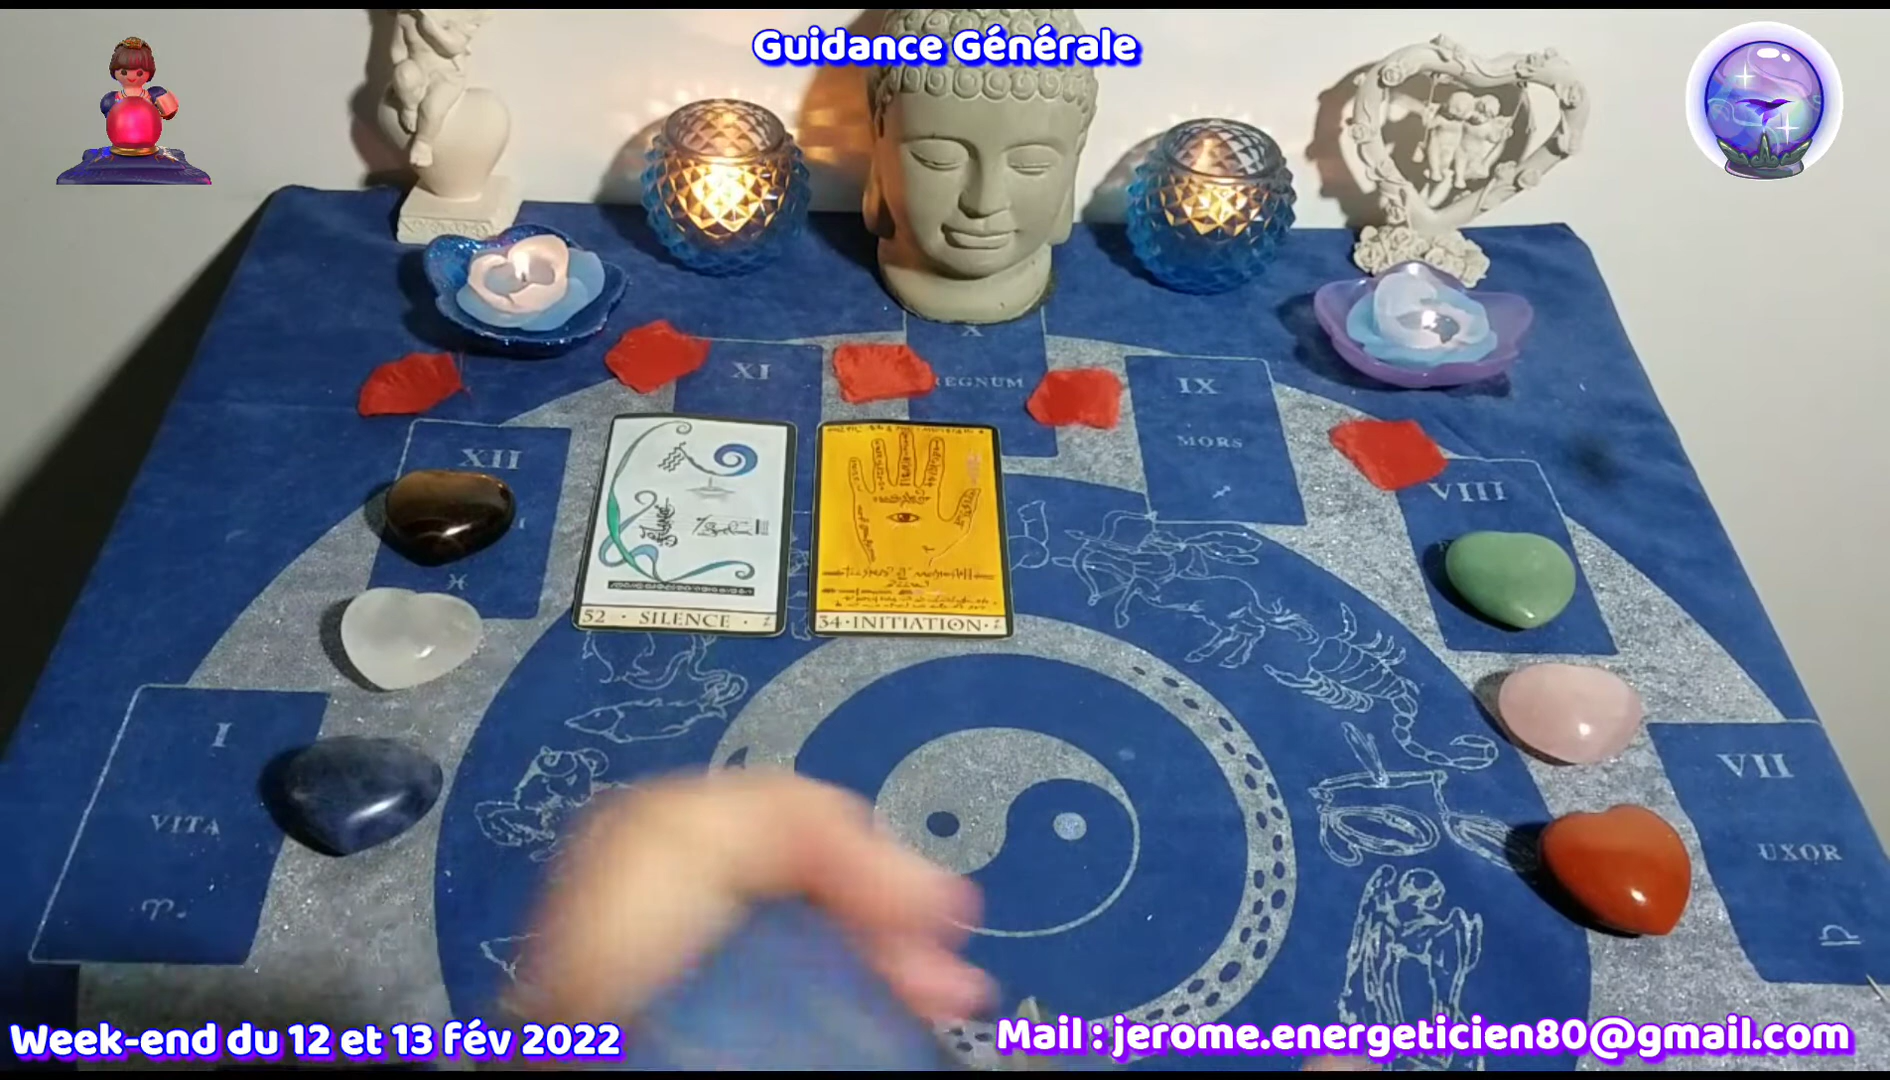 Guidance Générale
X
REGNUM
XI
IX
MORS
XII
VIII
52 · SILENCE ·
34·INITIATION·
I
VITA
VII
UXOR
Week-end du 12 et 13 fév 2022
Mail : jerome.energeticien80@gmail.com